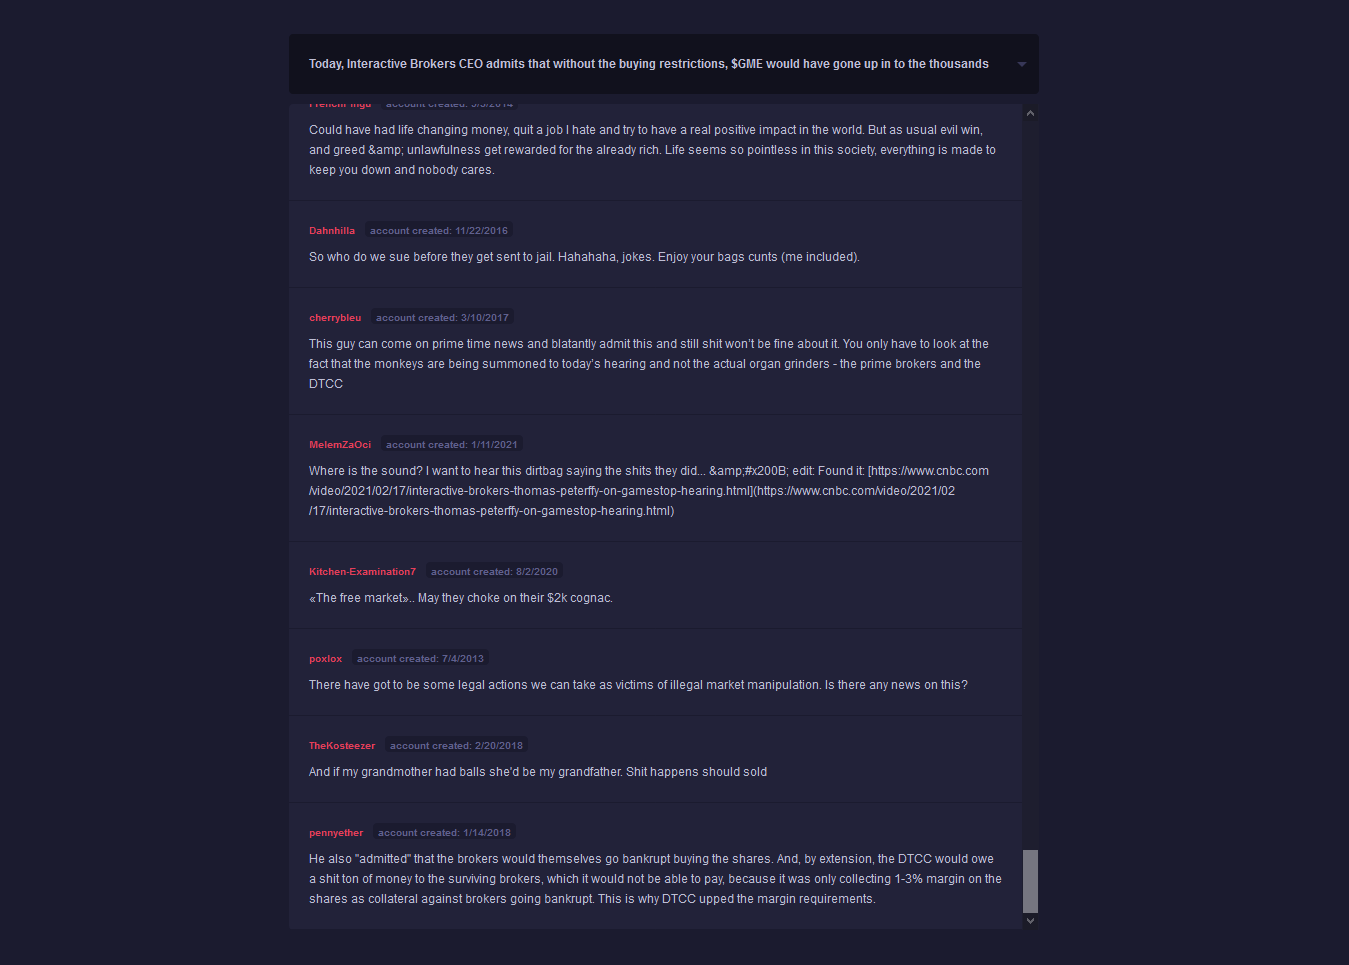 Today, Interactive Brokers CEO admits that without the buying restrictions, $GME would have gone up in to the thousands
account created: 5/5/2014
Could have had life changing money, quit a job I hate and try to have a real positive impact in the world. But as usual evil win,
and greed &amp; unlawfulness get rewarded for the already rich. Life seems so pointless in this society, everything is made to
keep you down and nobody cares.
Dahnhilla account created: 11/22/2016
So who do we sue before they get sent to jail. Hahahaha, jokes. Enjoy your bags cunts (me included).
cherrybleu account created: 3/10/2017
This guy can come on prime time news and blatantly admit this and still shit won't be fine about it. You only have to look at the
fact that the monkeys are being summoned to today's hearing and not the actual organ grinders - the prime brokers and the
DTCC
MelemZaOci account created: 1/11/2021
Where is the sound? I want to hear this dirtbag saying the shits they did... &amp;#x200B; edit: Found it: [https://www.cnbc.com
/video/2021/02/17/interactive-brokers-thomas-peterffy-on-gamestop-hearing.html](https://www.cnbc.com/video/2021/02
/17/interactive-brokers-thomas-peterffy-on-gamestop-hearing.html)
Kitchen-Examination7 account created: 8/2/2020
«The free market».. May they choke on their $2k cognac.
poxlox account created: 7/4/2013
There have got to be some legal actions we can take as victims of illegal market manipulation. Is there any news on this?
TheKosteezer account created: 2/20/2018
And if my grandmother had balls she'd be my grandfather. Shit happens should sold
pennyether account created: 1/14/2018
He also "admitted" that the brokers would themselves go bankrupt buying the shares. And, by extension, the DTCC would owe
a shit ton of money to the surviving brokers, which it would not be able to pay, because it was only collecting 1-3% margin on the
shares as collateral against brokers going bankrupt. This is why DTCC upped the margin requirements.